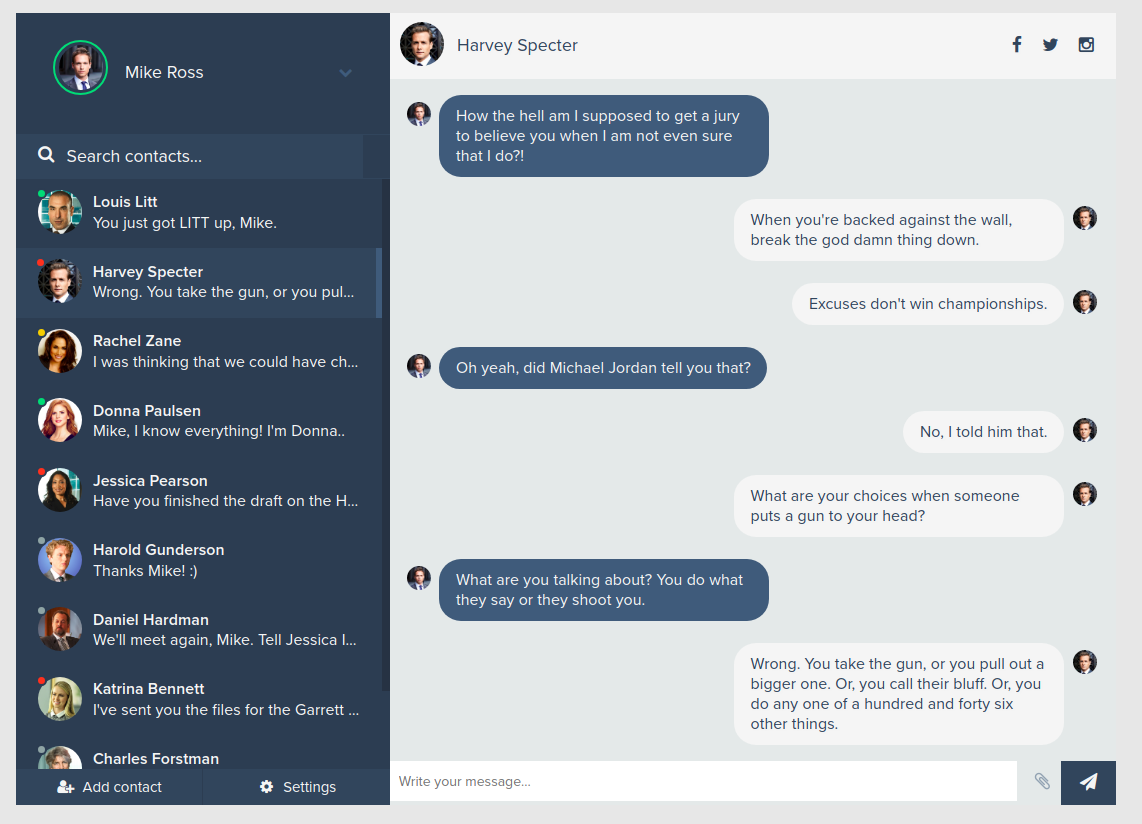 Mike Ross
Search contacts...
Louis Litt
You just got LITT up, Mike.
Harvey Specter
Wrong. You take the gun, or you pul...
Rachel Zane
I was thinking that we could have ch...
Donna Paulsen
Mike, I know everything! I'm Donna..
Jessica Pearson
Have you finished the draft on the H...
Harold Gunderson
Thanks Mike! :)
Daniel Hardman
We'll meet again, Mike. Tell Jessica I...
Katrina Bennett
I've sent you the files for the Garrett ...
Charles Forstman
Add contact
Settings
Harvey Specter
How the hell am I supposed to get a jury
to believe you when I am not even sure
that I do?!
When you're backed against the wall,
break the god damn thing down.
Excuses don't win championships.
Oh yeah, did Michael Jordan tell you that?
No, I told him that.
What are your choices when someone
puts a gun to your head?
What are you talking about? You do what
they say or they shoot you.
Wrong. You take the gun, or you pull out a
bigger one. Or, you call their bluff. Or, you
do any one of a hundred and forty six
other things.
Write your message...